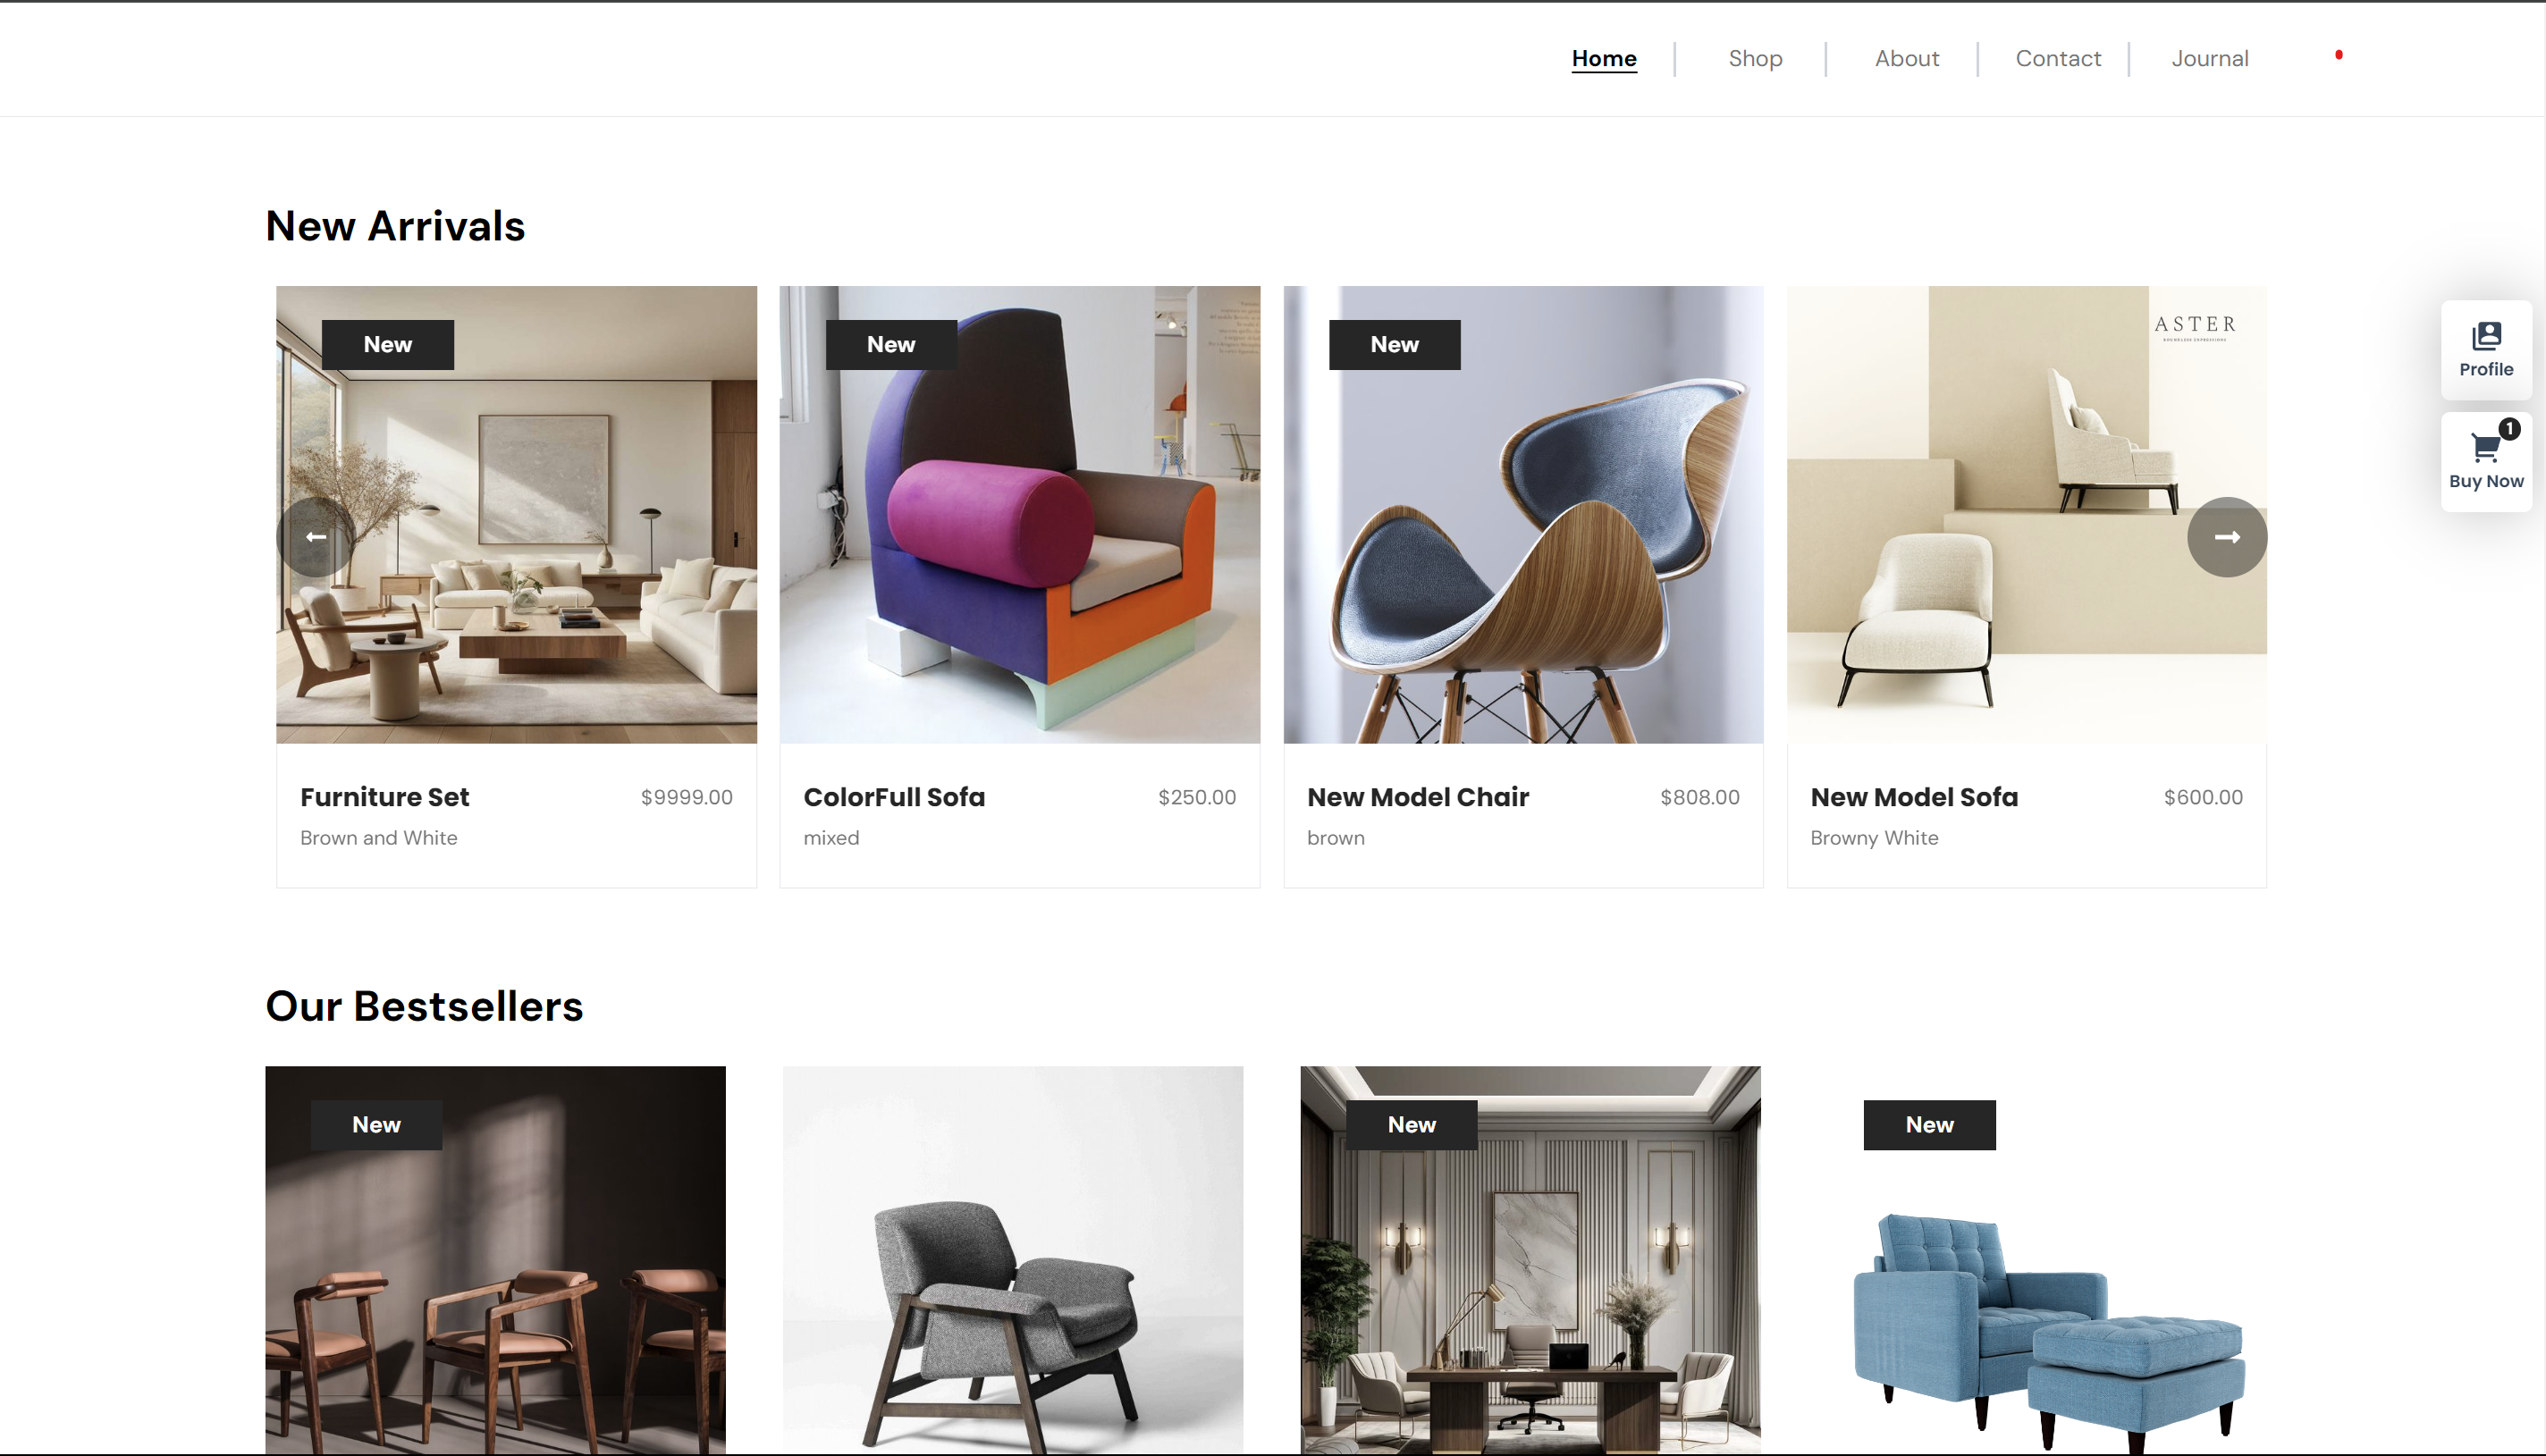 Home
Shop
About
Contact
Journal
New Arrivals
New
New
New
ASTER
Profile
1
Buy Now
Furniture Set
$9999.00
Brown and White
ColorFull Sofa
$250.00
mixed
New Model Chair
$808.00
brown
New Model Sofa
$600.00
Browny White
Our Bestsellers
New
New
New